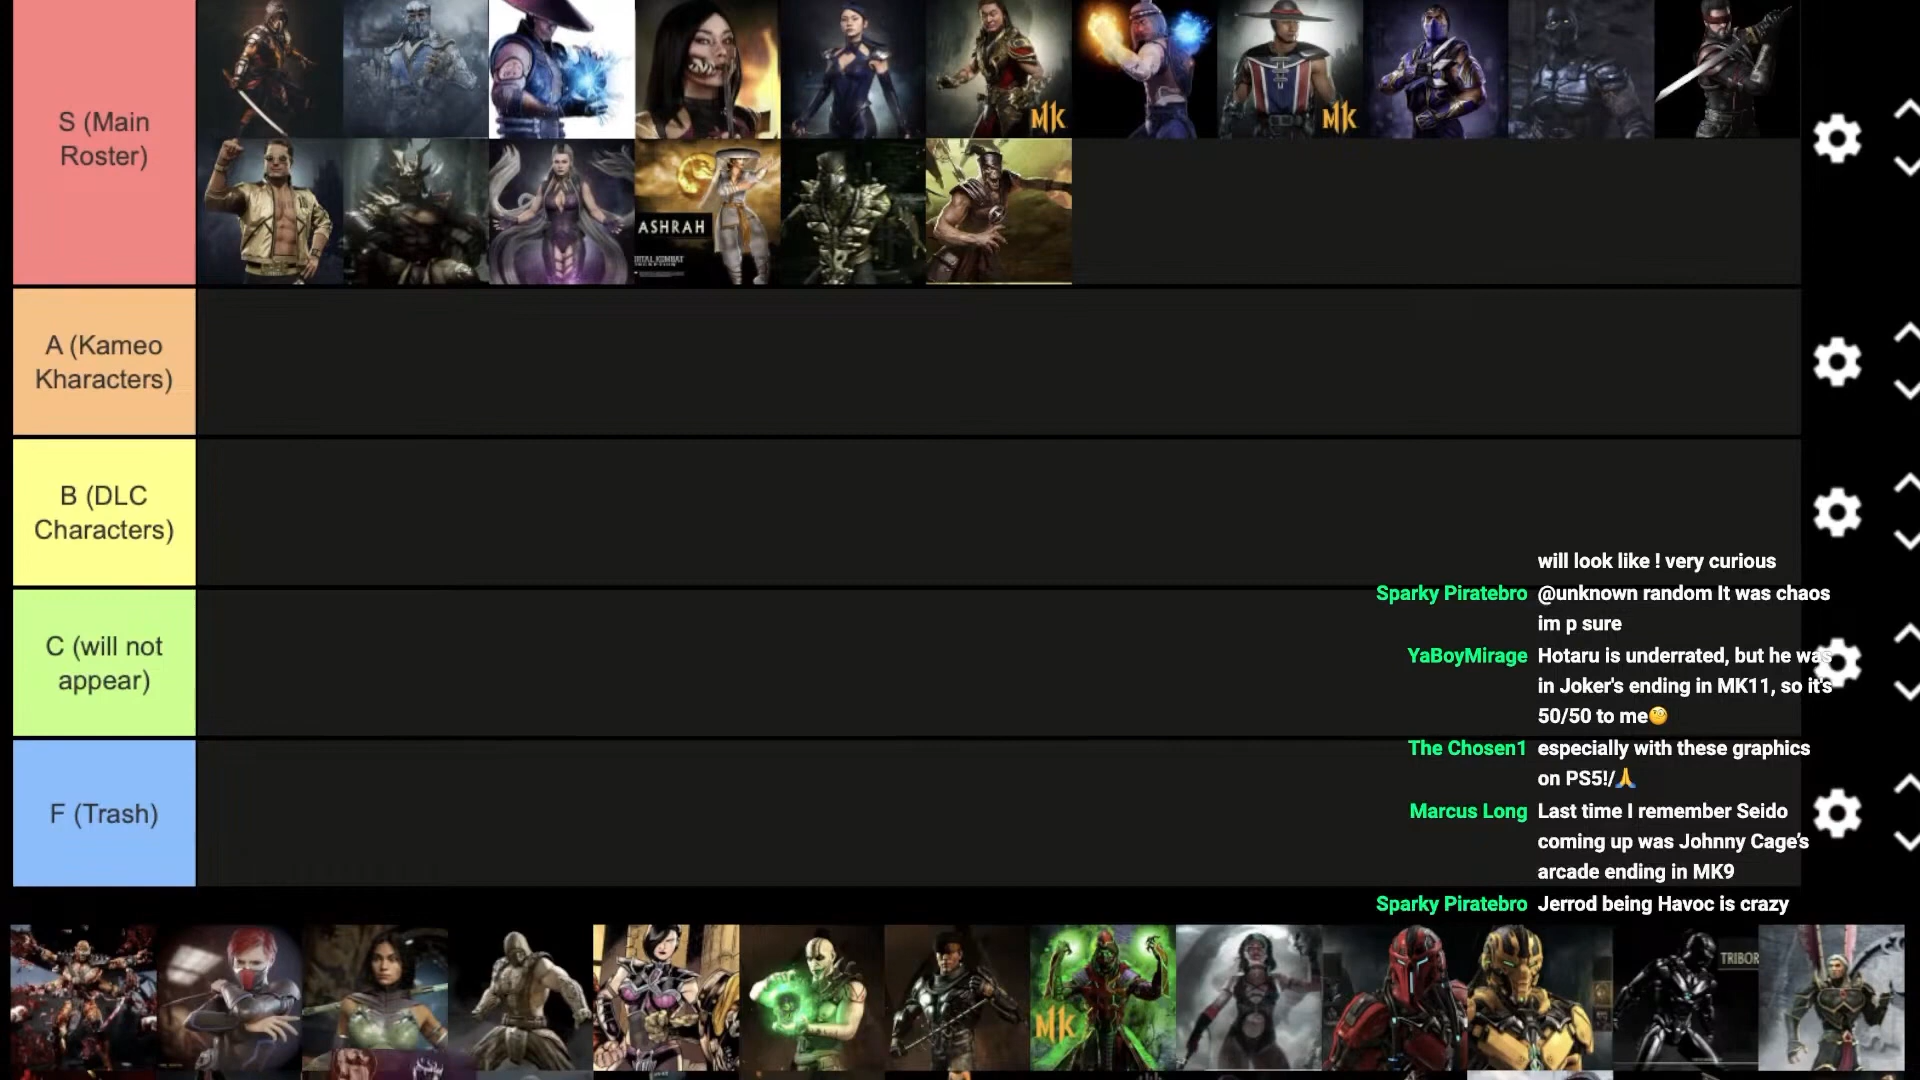 S (Main
Roster)
MK
MK
ASHRAH
A (Kameo
Kharacters)
B (DLC
Characters)
will look like ! very curious
Sparky Piratebro @unknown random It was chaos
im p sure
C (will not
appear)
YaBoyMirage Hotaru is underrated, but he was
in Joker's ending in MK11, so it's
50/50 to me🧐
The Chosen1 especially with these graphics
on PS5!/🙏
F (Trash)
Marcus Long Last time I remember Seido
coming up was Johnny Cage’s
arcade ending in MK9
Sparky Piratebro Jerrod being Havoc is crazy
TRIBOR
MK